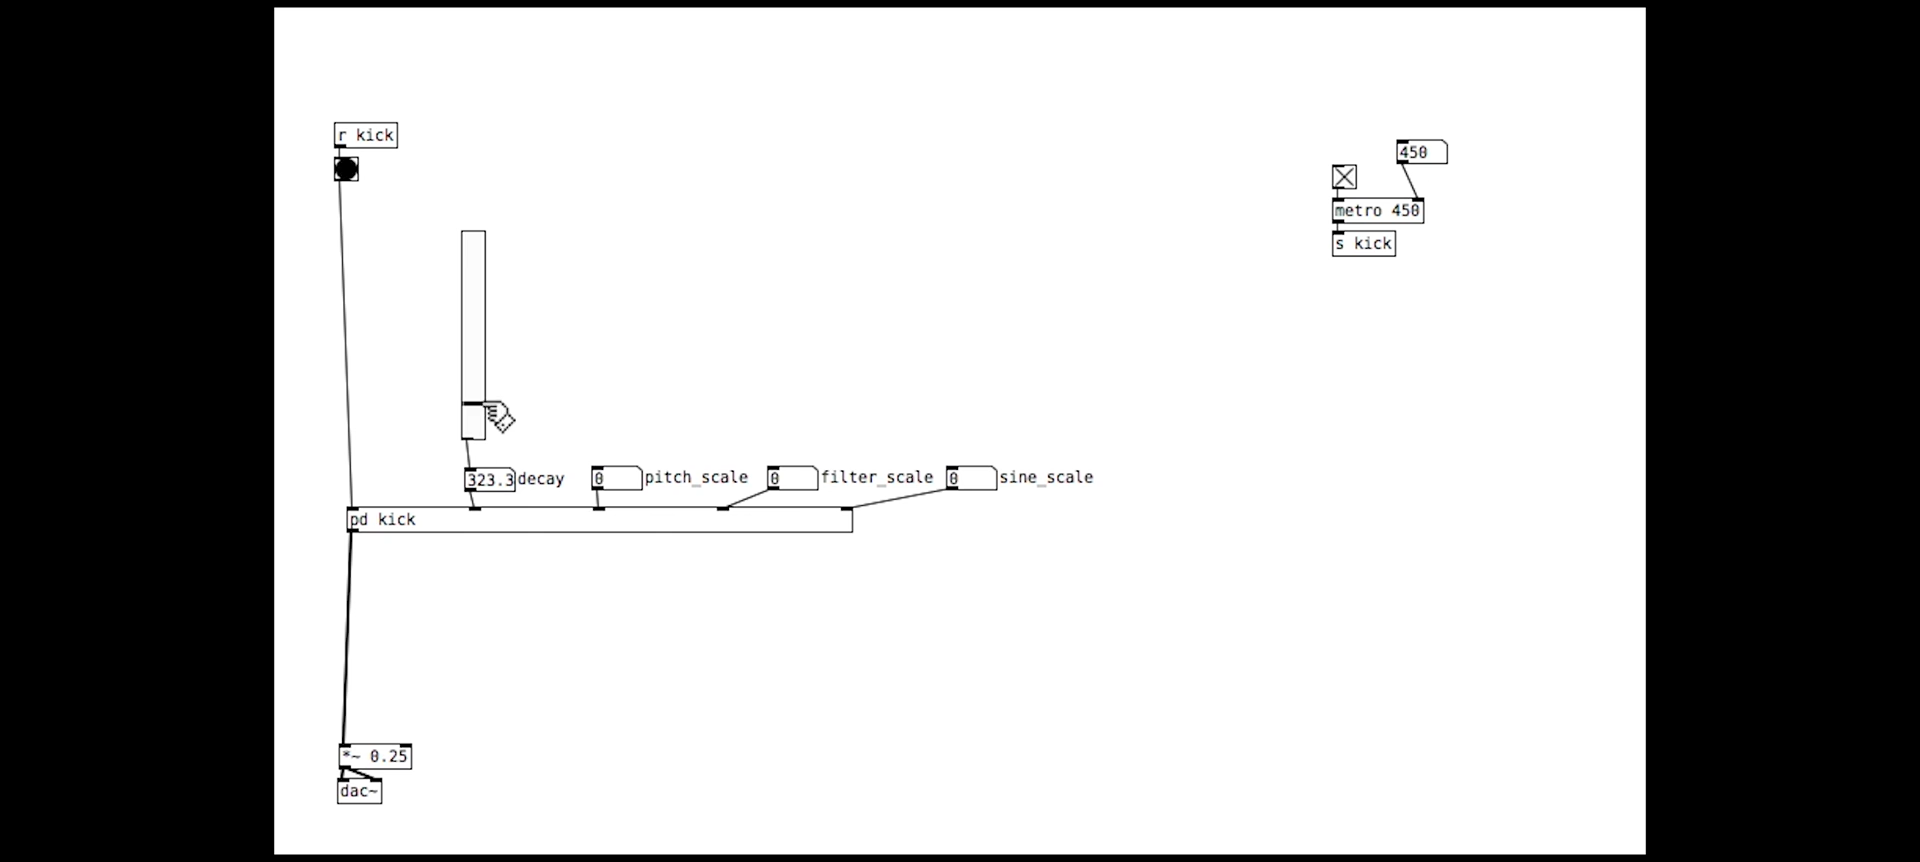 r kick
450
metro 450
s kick
323.3 decay
0 pitch_scale
0 filter_scale
0 sine_scale
pd kick
*~ 0.25
dac~